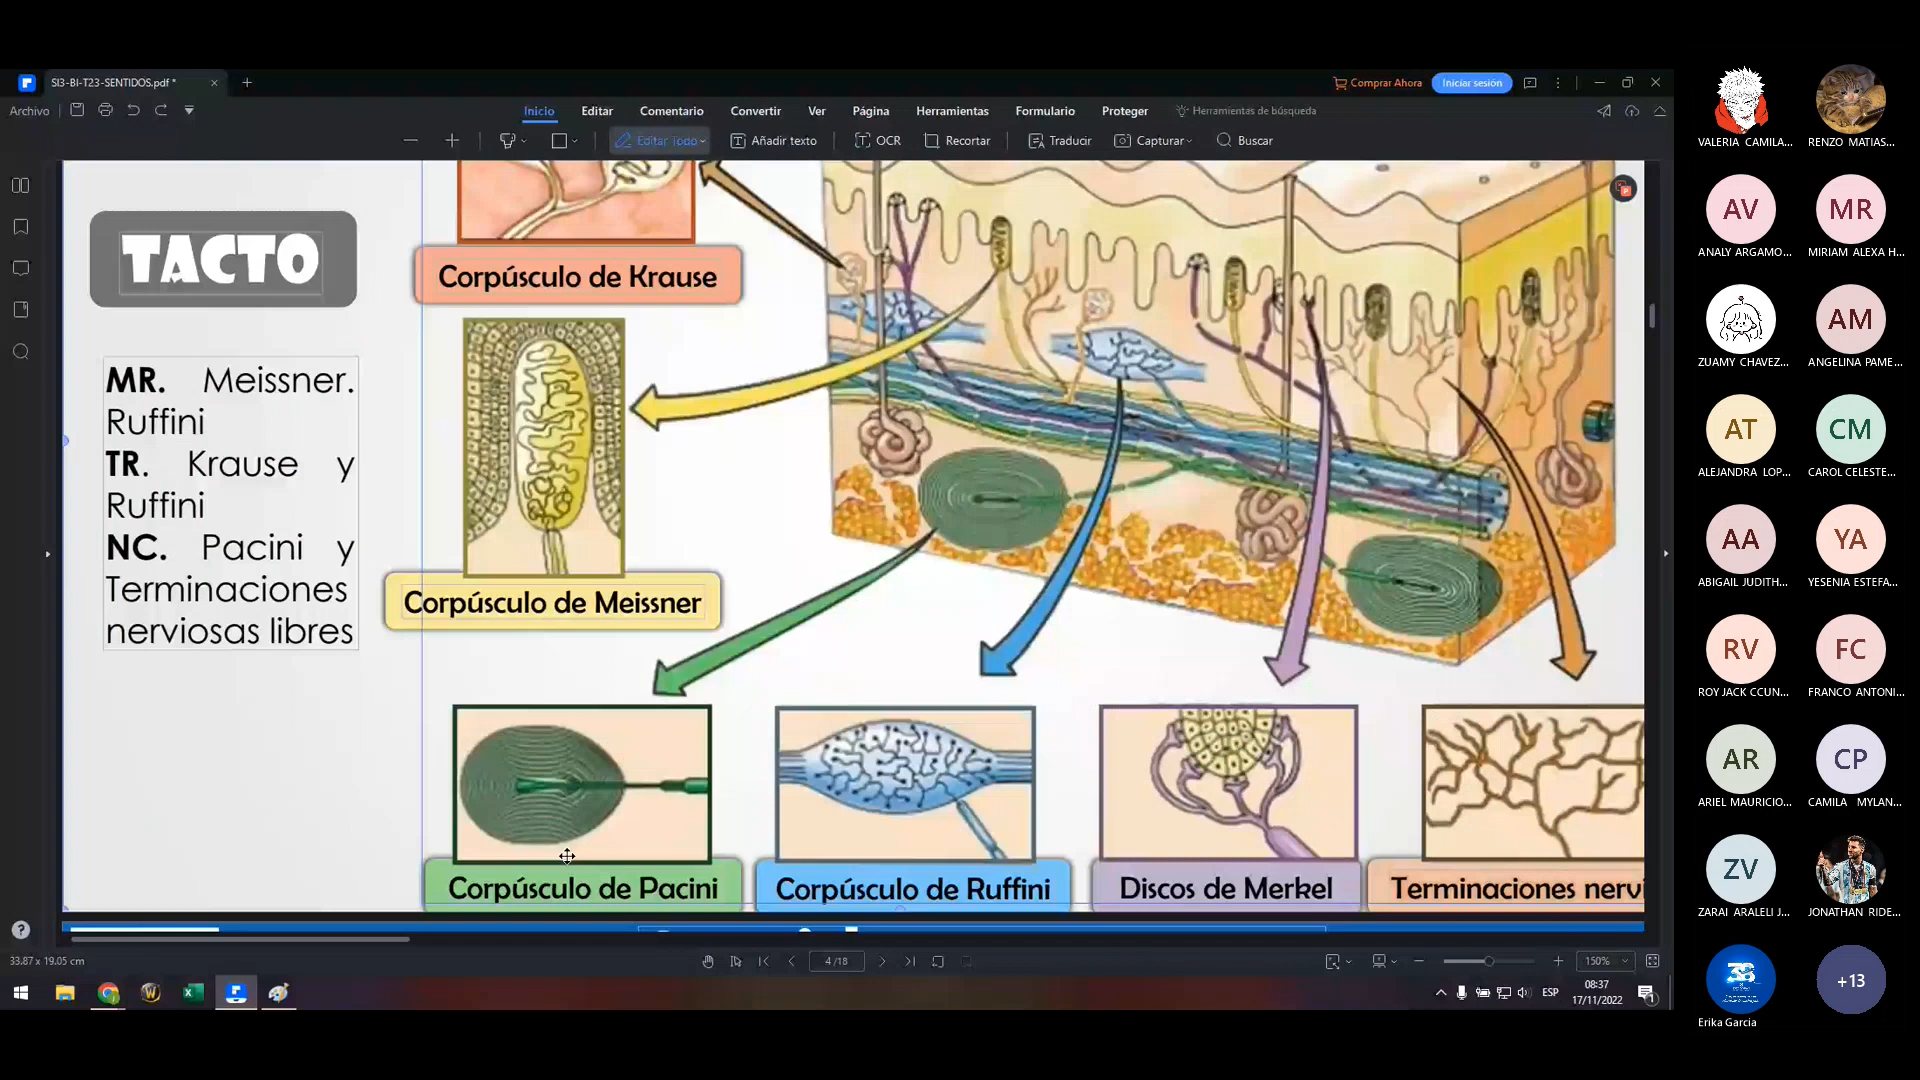 SI3-BI-T23-SENTIDOS.pdf *
Comprar Ahora
Iniciar sesión
Archivo
Inicio
Editar
Comentario
Convertir
Ver
Página
Herramientas
Formulario
Proteger
Herramientas de búsqueda
Editar Todo
Añadir texto
OCR
Recortar
Traducir
Capturar
Buscar
TACTO
MR. Meissner.
Ruffini
TR. Krause y
Ruffini
NC. Pacini y
Terminaciones
nerviosas libres
Corpúsculo de Krause
Corpúsculo de Meissner
Corpúsculo de Pacini
Corpúsculo de Ruffini
Discos de Merkel
Terminaciones nervi
33.87 x 19.05 cm
4 /18
150%
ESP
08:37
17/11/2022
VALERIA CAMILA...
RENZO MATIAS...
AV
ANALY ARGAMO...
MR
MIRIAM ALEXA H...
ZUAMY CHAVEZ...
AM
ANGELINA PAME...
AT
ALEJANDRA LOP...
CM
CAROL CELESTE...
AA
ABIGAIL JUDITH...
YA
YESENIA ESTEFA...
RV
ROY JACK CCUN...
FC
FRANCO ANTONI...
AR
ARIEL MAURICIO...
CP
CAMILA MYLAN...
ZV
ZARAI ARALELI J...
JONATHAN RIDE...
Erika Garcia
+13